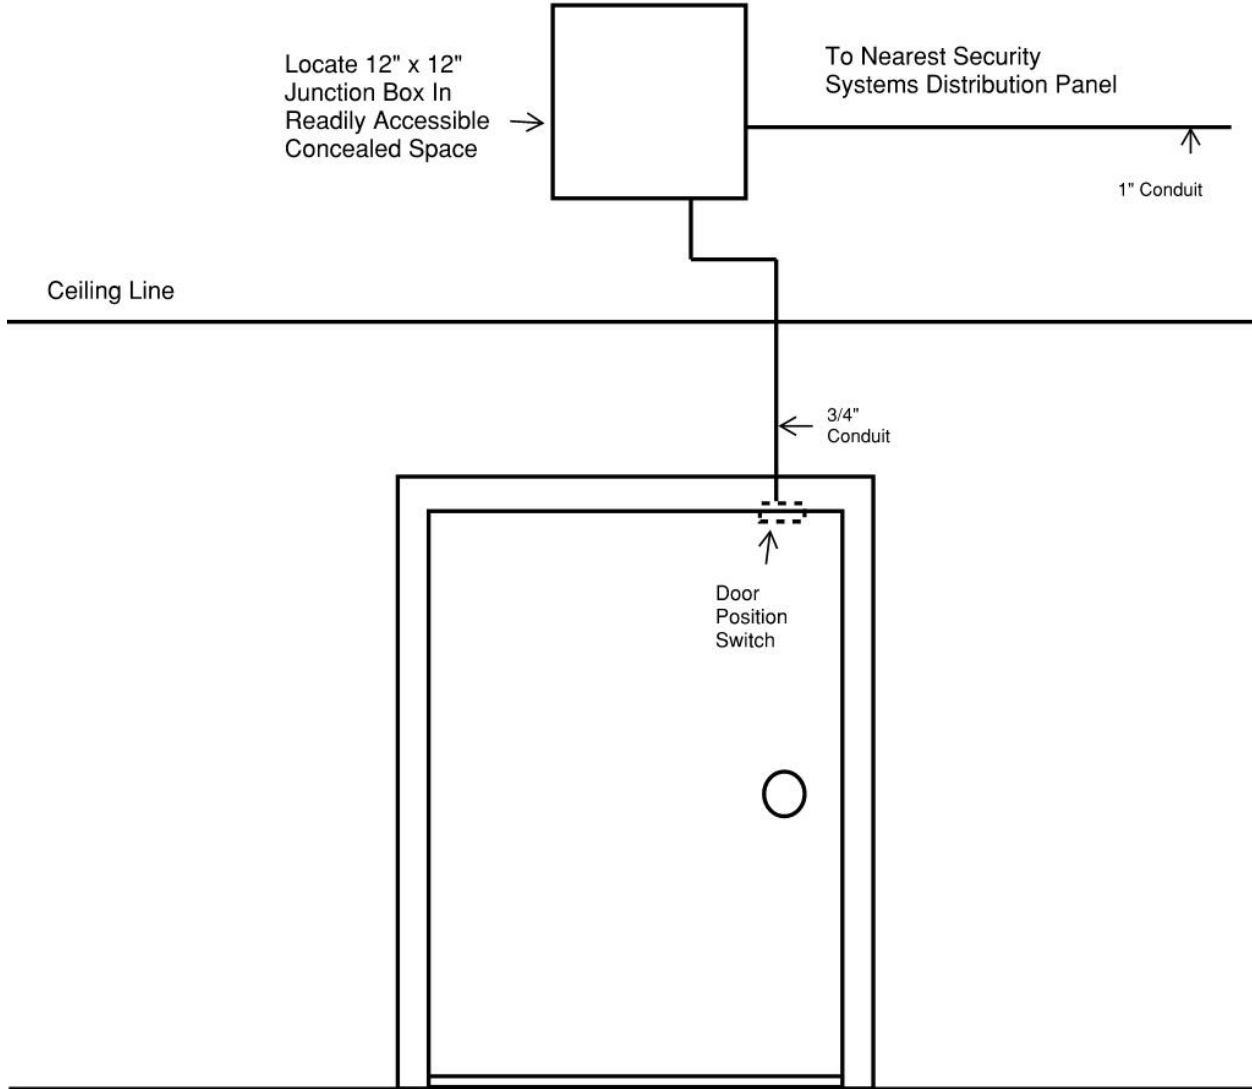 Locate 12" x 12"
Junction Box In
Readily Accessible
Concealed Space
To Nearest Security
Systems Distribution Panel
1" Conduit
Ceiling Line
3/4"
Conduit
Door
Position
Switch